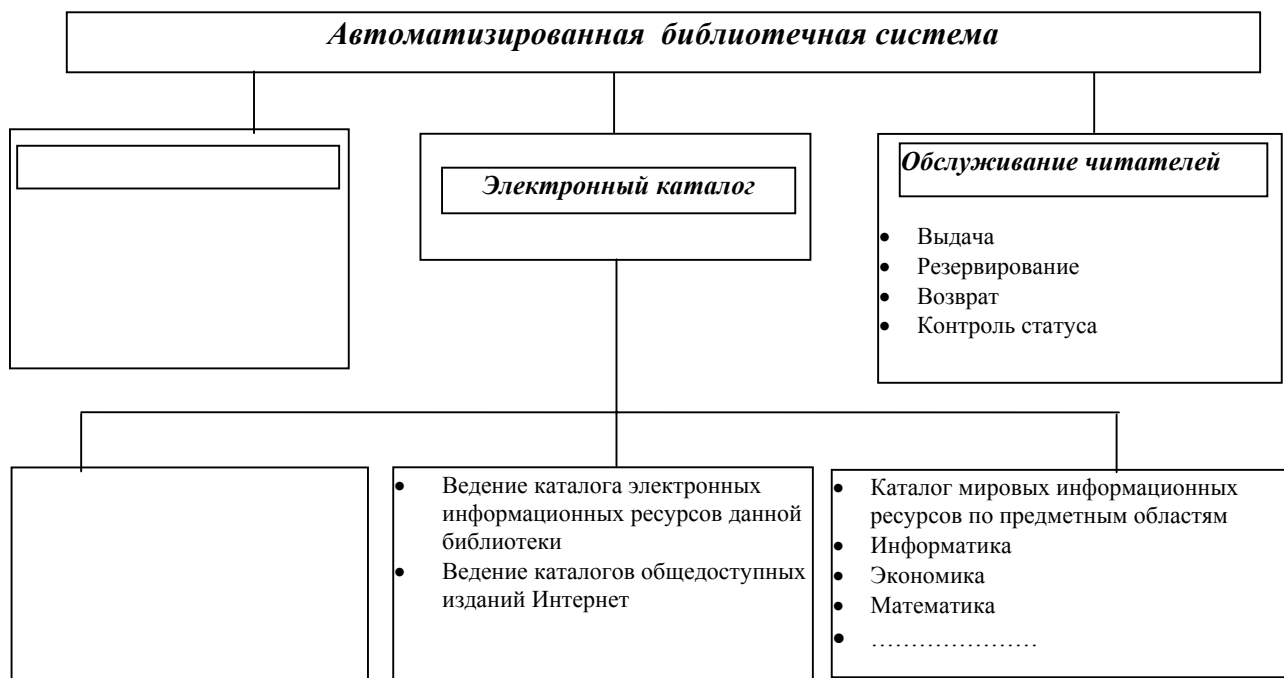 Автоматизированная библиотечная система
Электронный каталог
Обслуживание читателей
• Выдача
• Резервирование
• Возврат
• Контроль статуса
• Ведение каталога электронных
информационных ресурсов данной
библиотеки
• Ведение каталогов общедоступных
изданий Интернет
• Каталог мировых информационных
ресурсов по предметным областям
• Информатика
• Экономика
• Математика
• …………………